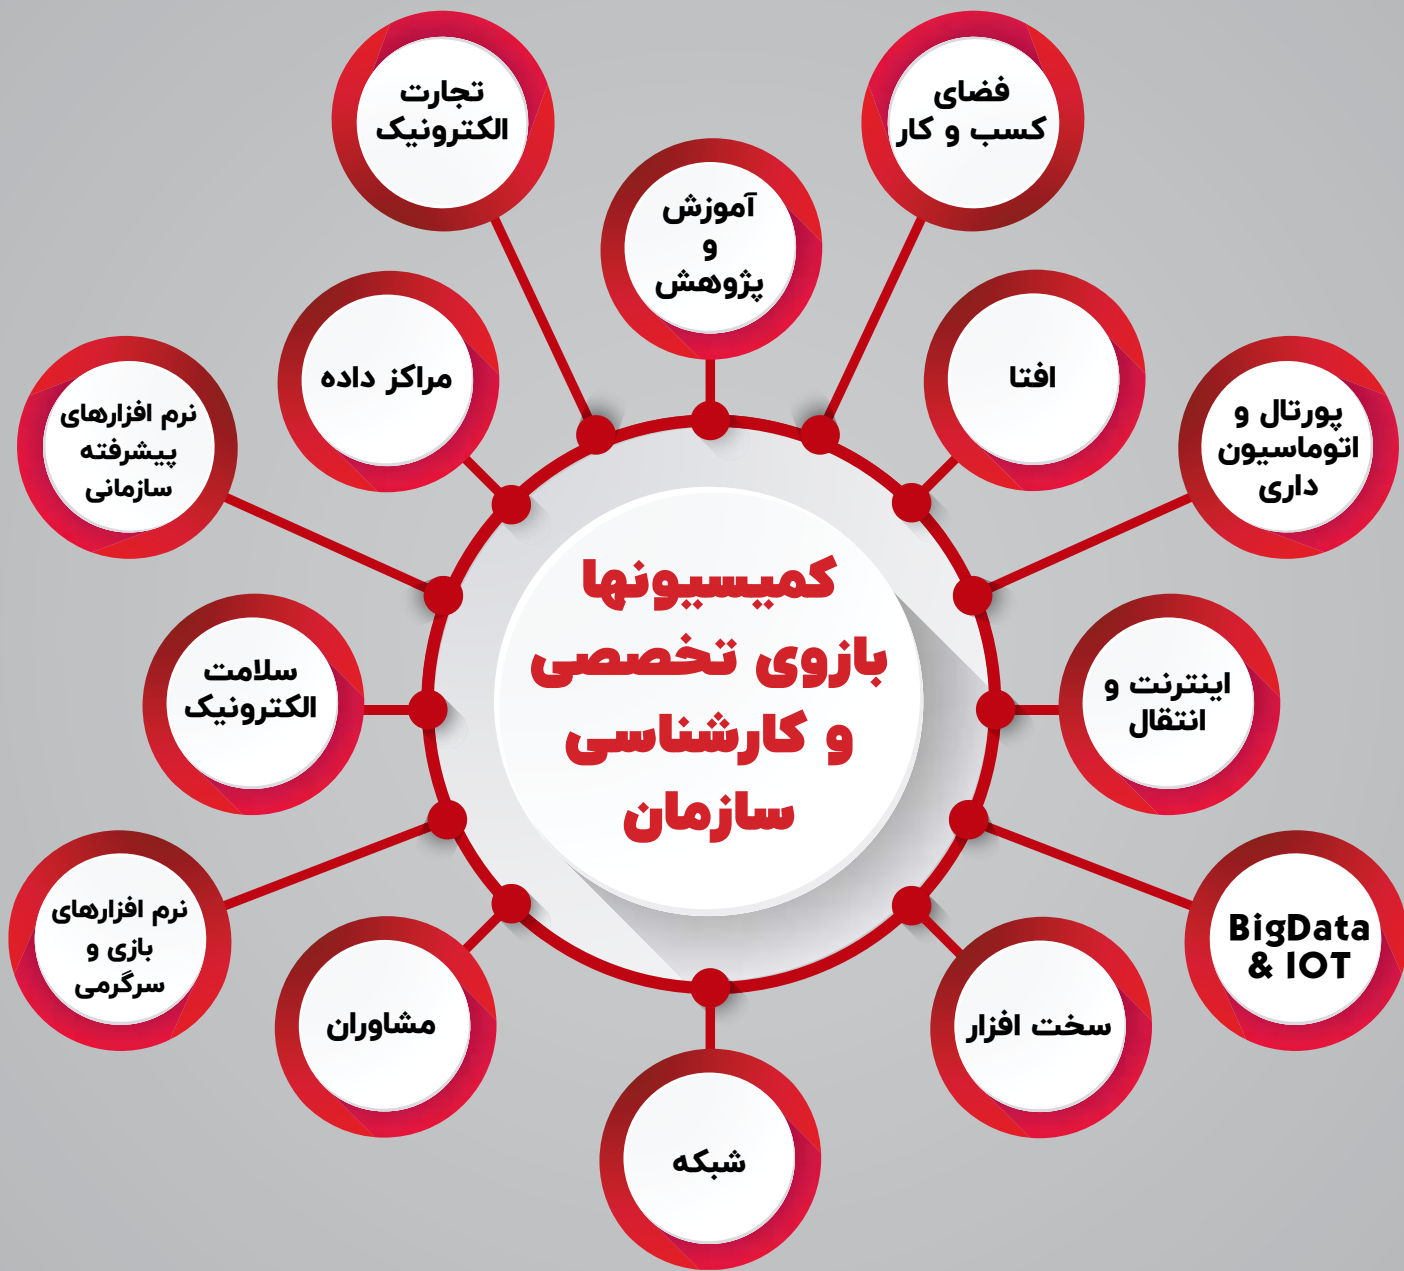 کمیسیونها
بازوی تخصصی
و کارشناسی
سازمان
آموزش
و
پژوهش
فضای
کسب و کار
افتا
پورتال و
اتوماسیون
داری
اینترنت و
انتقال
BigData
& IOT
سخت افزار
شبکه
مشاوران
نرم افزارهای
بازی و
سرگرمی
سلامت
الکترونیک
نرم افزارهای
پیشرفته
سازمانی
مراکز داده
تجارت
الکترونیک